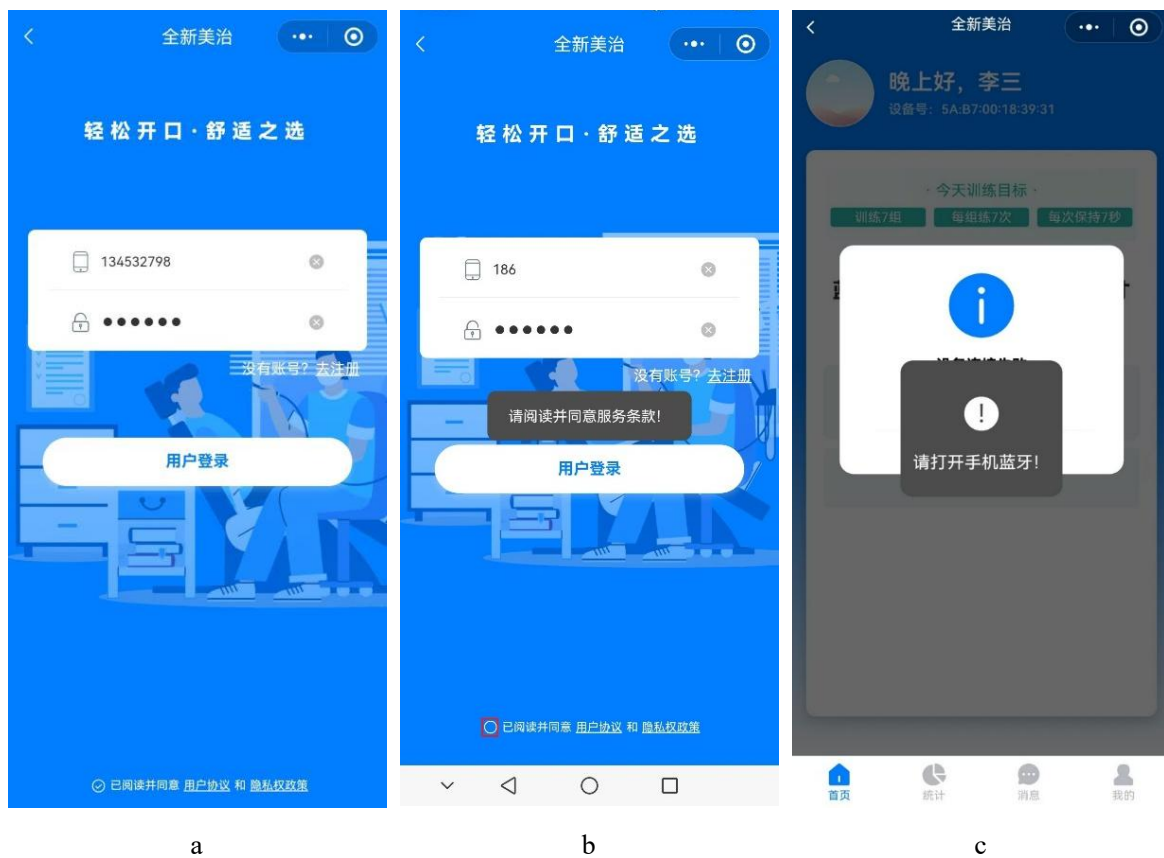 全新美治
轻松开口·舒适之选
134532798
没有账号？去注册
用户登录
已阅读并同意 用户协议 和 隐私权政策
a
全新美治
轻松开口·舒适之选
186
没有账号？去注册
请阅读并同意服务条款！
用户登录
已阅读并同意 用户协议 和 隐私权政策
b
全新美治
晚上好，李三
设备号：5A:B7:00:18:39:31
- 今天训练目标 -
训练7组 每组练7次 每次保持7秒
请打开手机蓝牙！
首页 统计 消息 我的
c